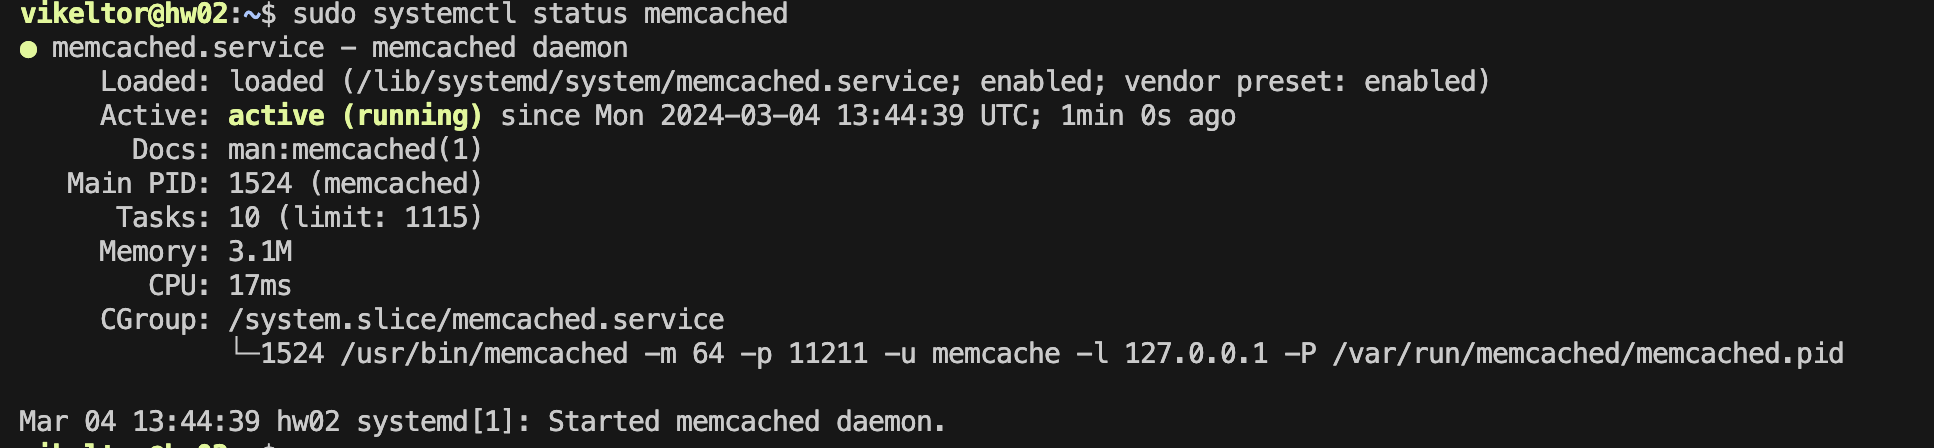 vikeltor@hw02:~$ sudo systemctl status memcached
● memcached.service - memcached daemon
Loaded: loaded (/lib/systemd/system/memcached.service; enabled; vendor preset: enabled)
Active: active (running) since Mon 2024-03-04 13:44:39 UTC; 1min 0s ago
Docs: man:memcached(1)
Main PID: 1524 (memcached)
Tasks: 10 (limit: 1115)
Memory: 3.1M
CPU: 17ms
CGroup: /system.slice/memcached.service
└─1524 /usr/bin/memcached -m 64 -p 11211 -u memcache -l 127.0.0.1 -P /var/run/memcached/memcached.pid
Mar 04 13:44:39 hw02 systemd[1]: Started memcached daemon.